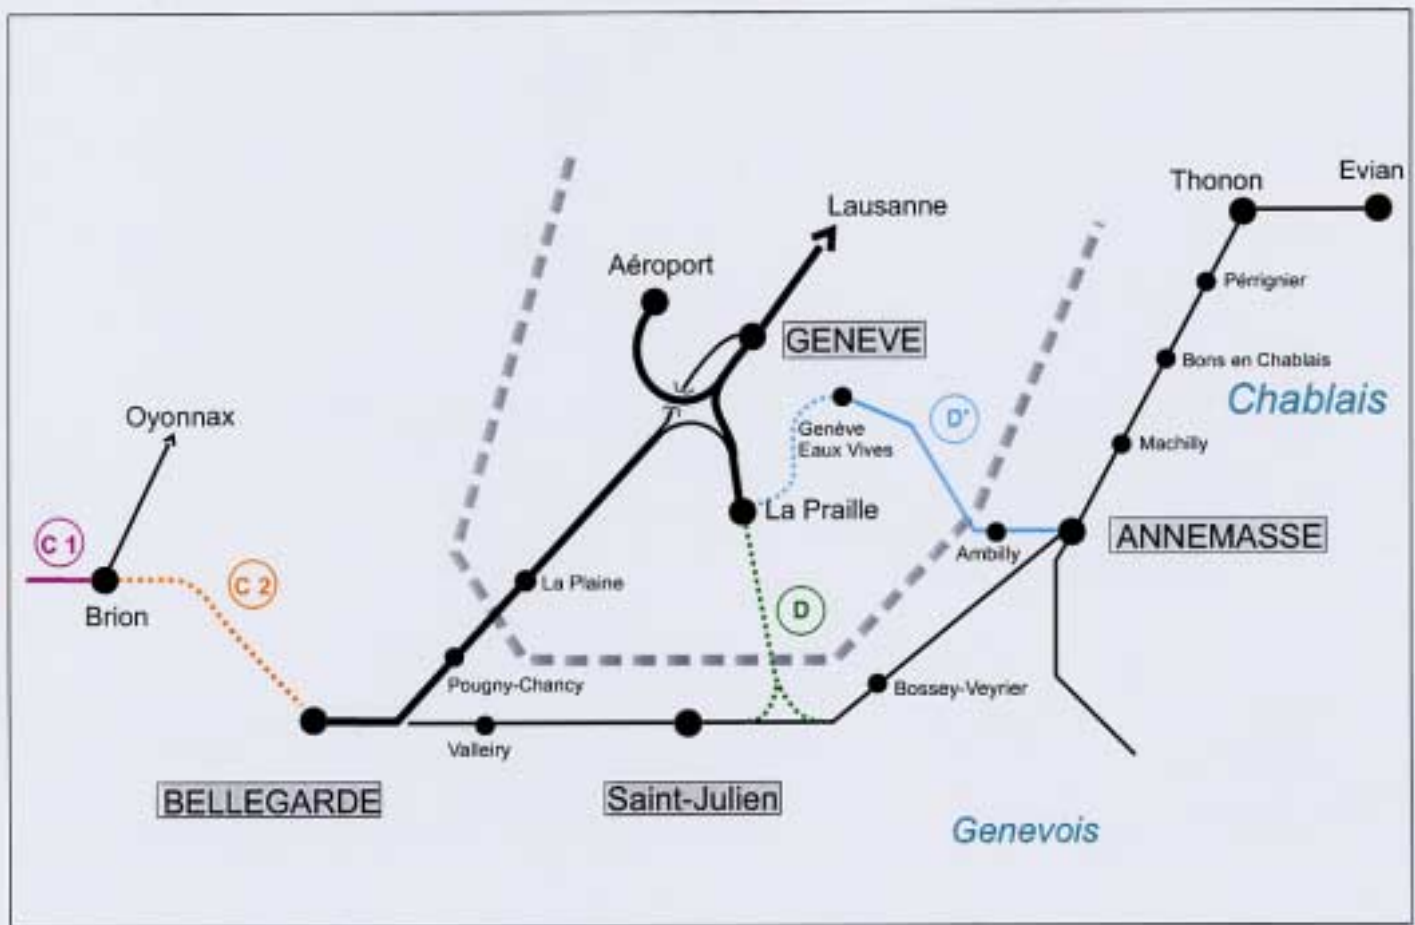 Evian
Thonon
Lausanne
Aéroport
Pérrignier
GENEVE
Bons en Chablais
Chablais
Oyonnax
D'
Genève
Eaux Vives
Machilly
La Praille
ANNEMASSE
Ambilly
C 1
C 2
La Plaine
Brion
D
Pougny-Chancy
Bossey-Veyrier
Valleiry
BELLEGARDE
Saint-Julien
Genevois